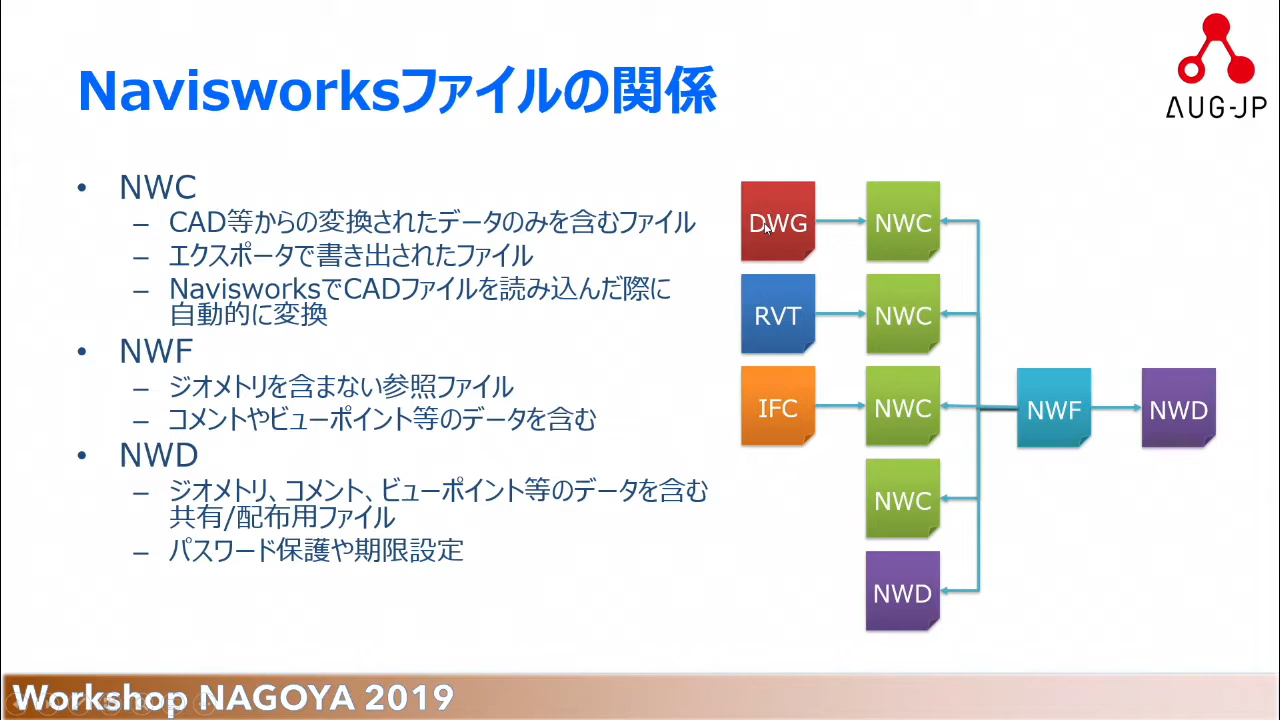 Navisworksファイルの関係
AUG-JP
• NWC
– CAD等からの変換されたデータのみを含むファイル
– エクスポータで書き出されたファイル
– NavisworksでCADファイルを読み込んだ際に
自動的に変換
• NWF
– ジオメトリを含まない参照ファイル
– コメントやビューポイント等のデータを含む
• NWD
– ジオメトリ、コメント、ビューポイント等のデータを含む
共有/配布用ファイル
– パスワード保護や期限設定
DWG NWC
RVT NWC
IFC NWC NWF NWD
NWC
NWD
Workshop NAGOYA 2019